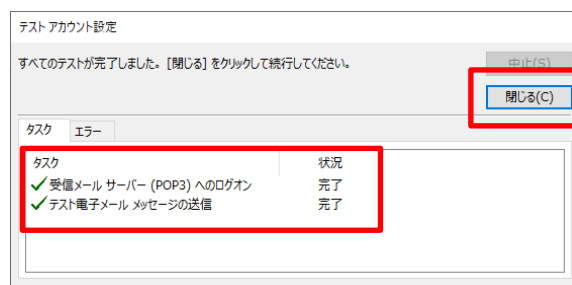 テスト アカウント設定
すべてのテストが完了しました。[閉じる] をクリックして続行してください。
中止(S)
閉じる(C)
タスク エラー
タスク 状況
受信メール サーバー (POP3) へのログオン 完了
テスト電子メール メッセージの送信 完了